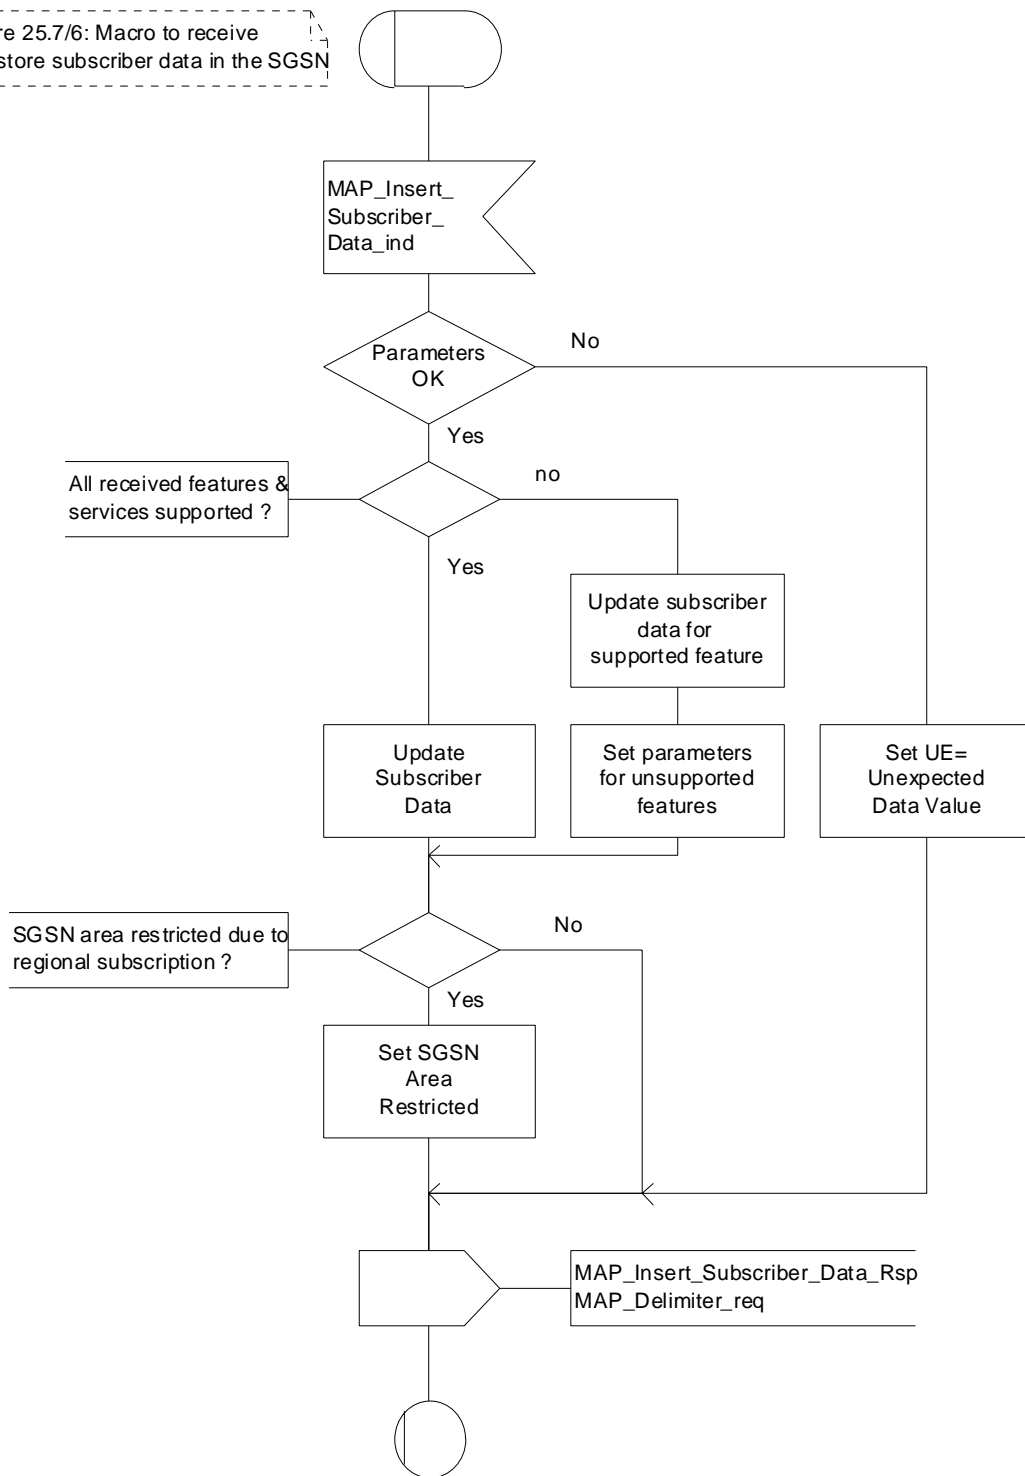 re 25.7/6: Macro to receive
store subscriber data in the SGSN
MAP_Insert_
Subscriber_
Data_ind
Parameters
OK
No
Yes
All received features &
services supported ?
no
Yes
Update subscriber
data for
supported feature
Update
Subscriber
Data
Set parameters
for unsupported
features
Set UE=
Unexpected
Data Value
SGSN area restricted due to
regional subscription ?
No
Yes
Set SGSN
Area
Restricted
MAP_Insert_Subscriber_Data_Rsp
MAP_Delimiter_req